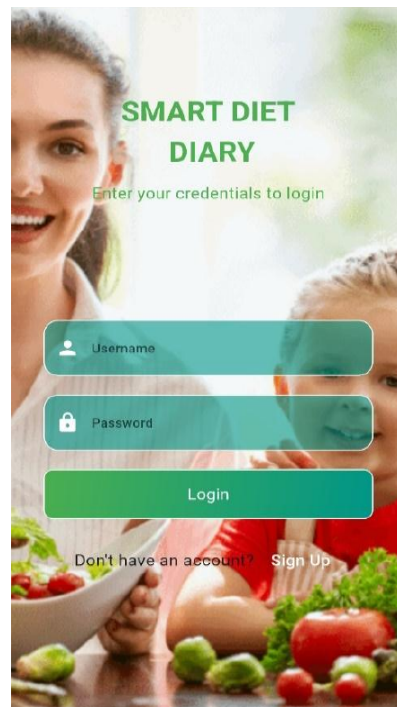 SMART DIET
DIARY
Enter your credentials to login
Username
Password
Login
Don't have an account? Sign Up